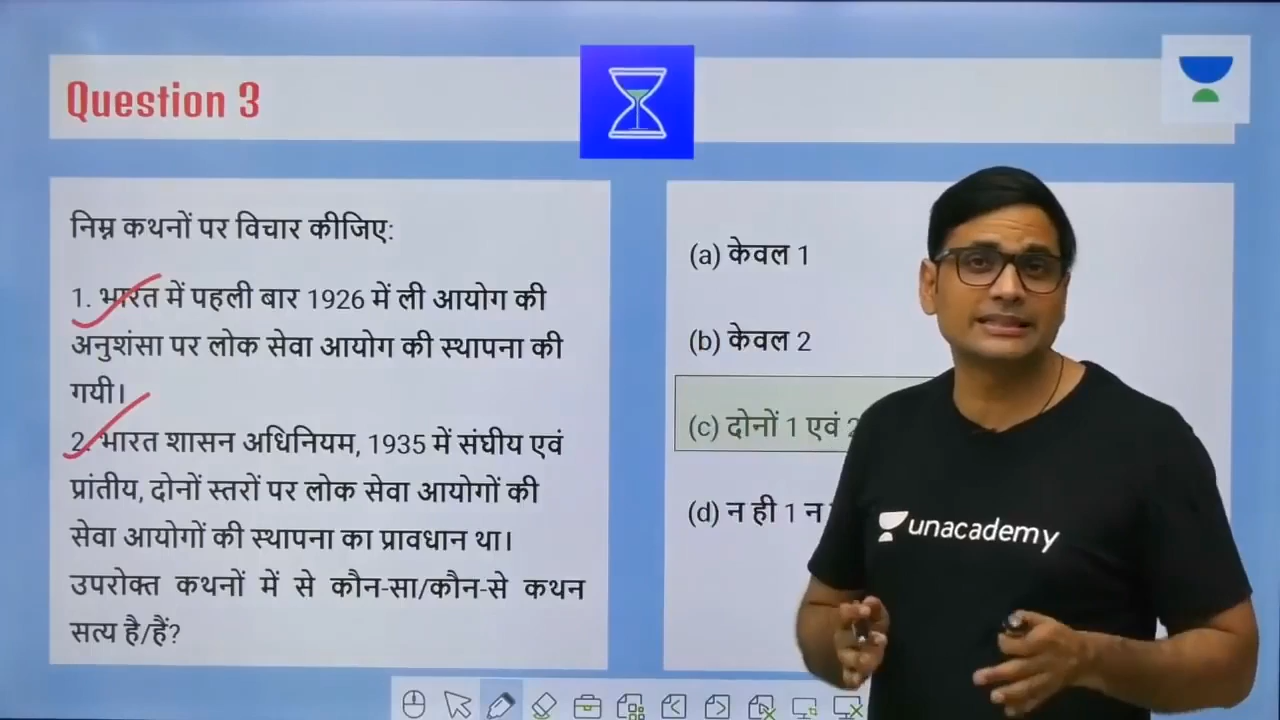 Question 3
निम्न कथनों पर विचार कीजिए:
1. भारत में पहली बार 1926 में ली आयोग की
अनुशंसा पर लोक सेवा आयोग की स्थापना की
गयी।
2. भारत शासन अधिनियम, 1935 में संघीय एवं
प्रांतीय, दोनों स्तरों पर लोक सेवा आयोगों की
सेवा आयोगों की स्थापना का प्रावधान था।
उपरोक्त कथनों में से कौन-सा/कौन-से कथन
सत्य है/हैं?
(a) केवल 1
(b) केवल 2
(c) दोनों 1 एवं 2
(d) न ही 1 न
unacademy